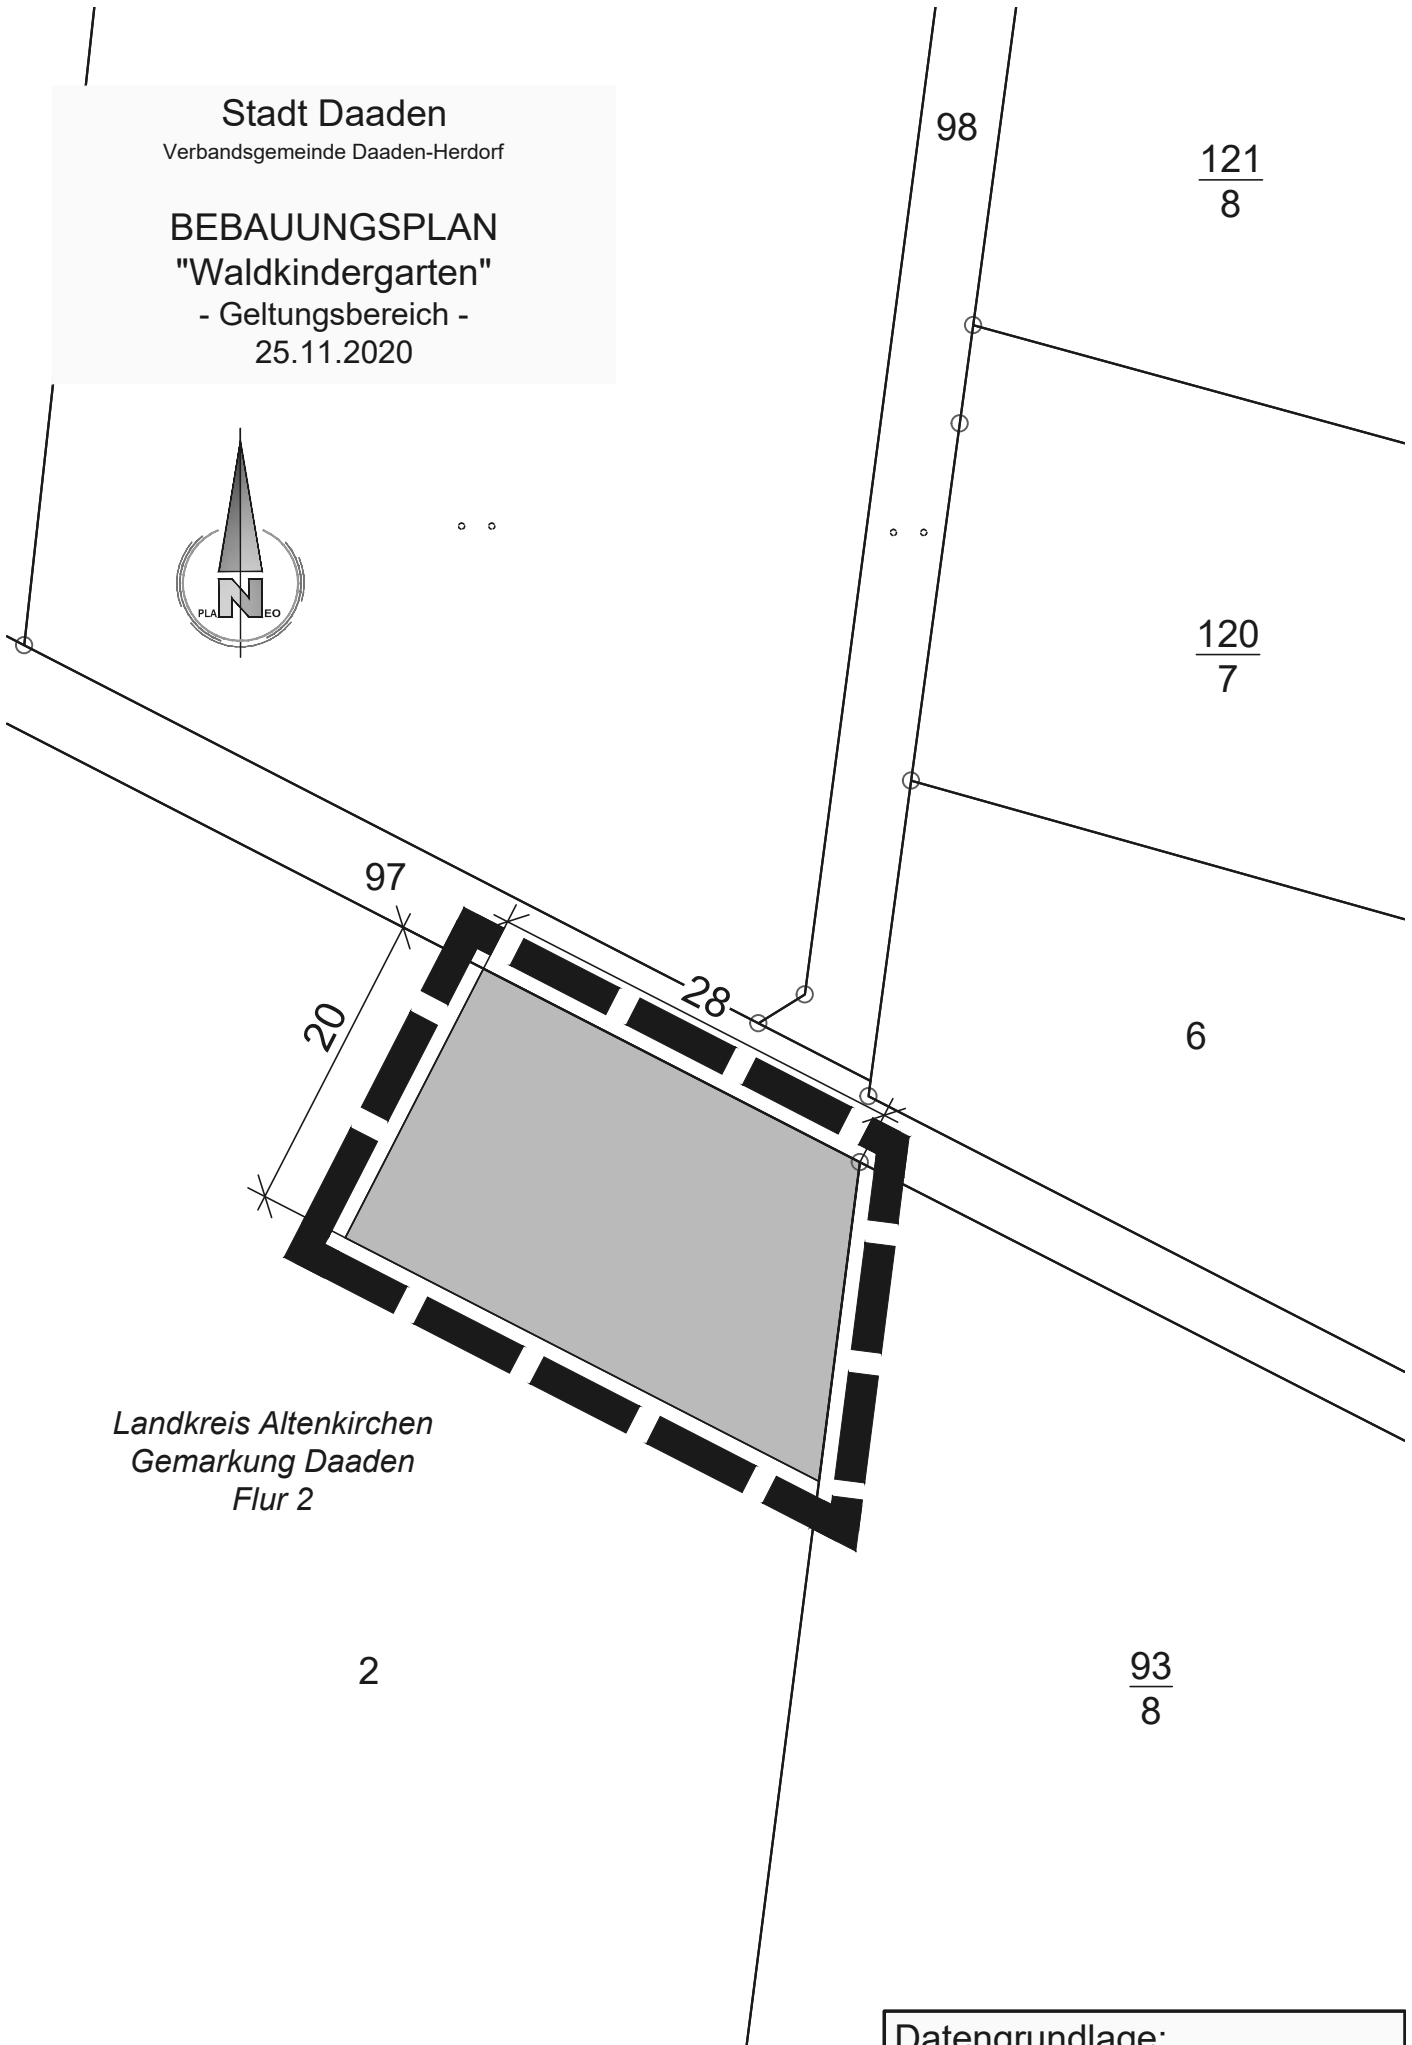 Stadt Daaden
Verbandsgemeinde Daaden-Herdorf
BEBAUUNGSPLAN
"Waldkindergarten"
- Geltungsbereich -
25.11.2020
98
121
8
PLA N EO
120
7
97
28
20
6
Landkreis Altenkirchen
Gemarkung Daaden
Flur 2
2
93
8
Datengrundlage: